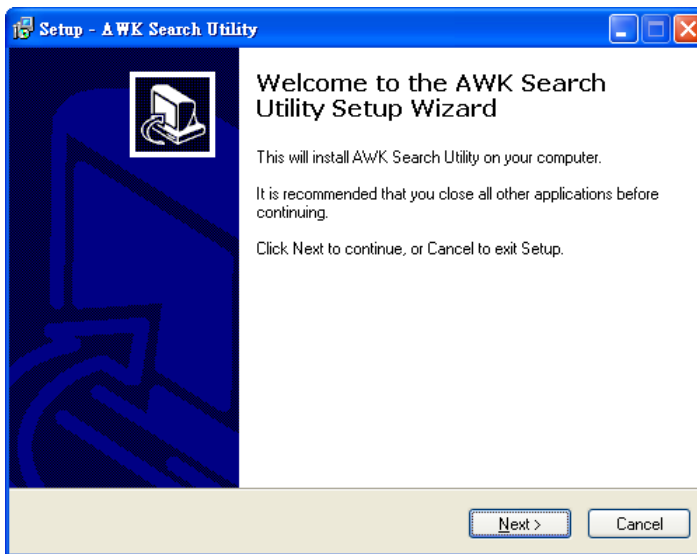 Setup - AWK Search Utility
Welcome to the AWK Search
Utility Setup Wizard
This will install AWK Search Utility on your computer.
It is recommended that you close all other applications before
continuing.
Click Next to continue, or Cancel to exit Setup.
Next >
Cancel